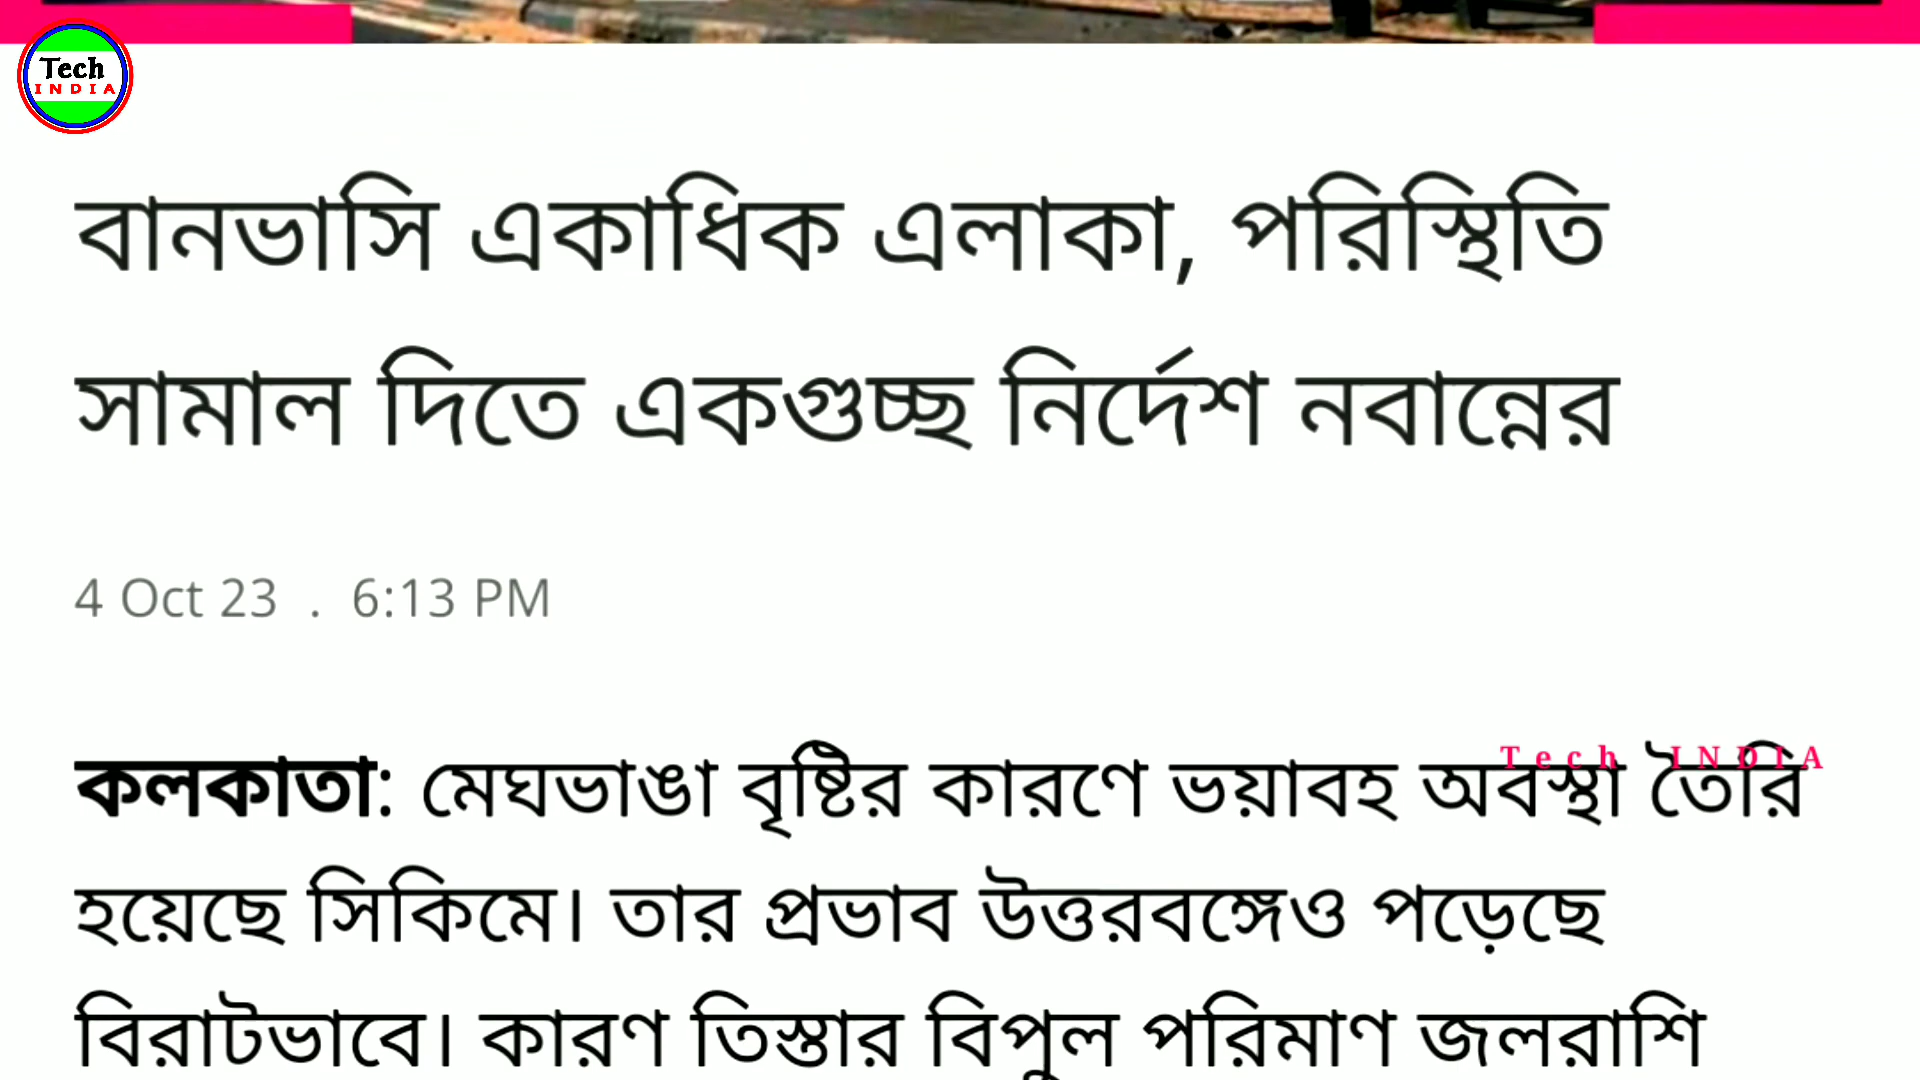 Tech
INDIA
বানভাসি একাধিক এলাকা, পরিস্থিতি
সামাল দিতে একগুচ্ছ নির্দেশ নবান্নের
4 Oct 23 . 6:13 PM
Tech INDIA
কলকাতা: মেঘভাঙা বৃষ্টির কারণে ভয়াবহ অবস্থা তৈরি
হয়েছে সিকিমে। তার প্রভাব উত্তরবঙ্গেও পড়েছে
বিরাটভাবে। কারণ তিস্তার বিপুল পরিমাণ জলরাশি